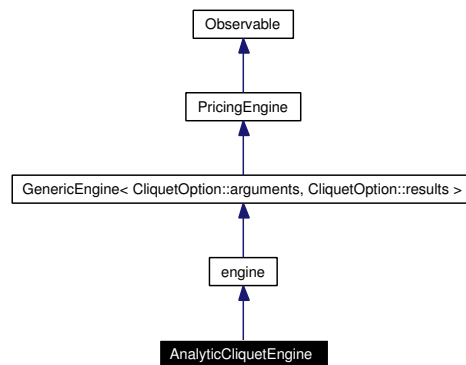 Observable
PricingEngine
GenericEngine< CliquetOption::arguments, CliquetOption::results >
engine
AnalyticCliquetEngine